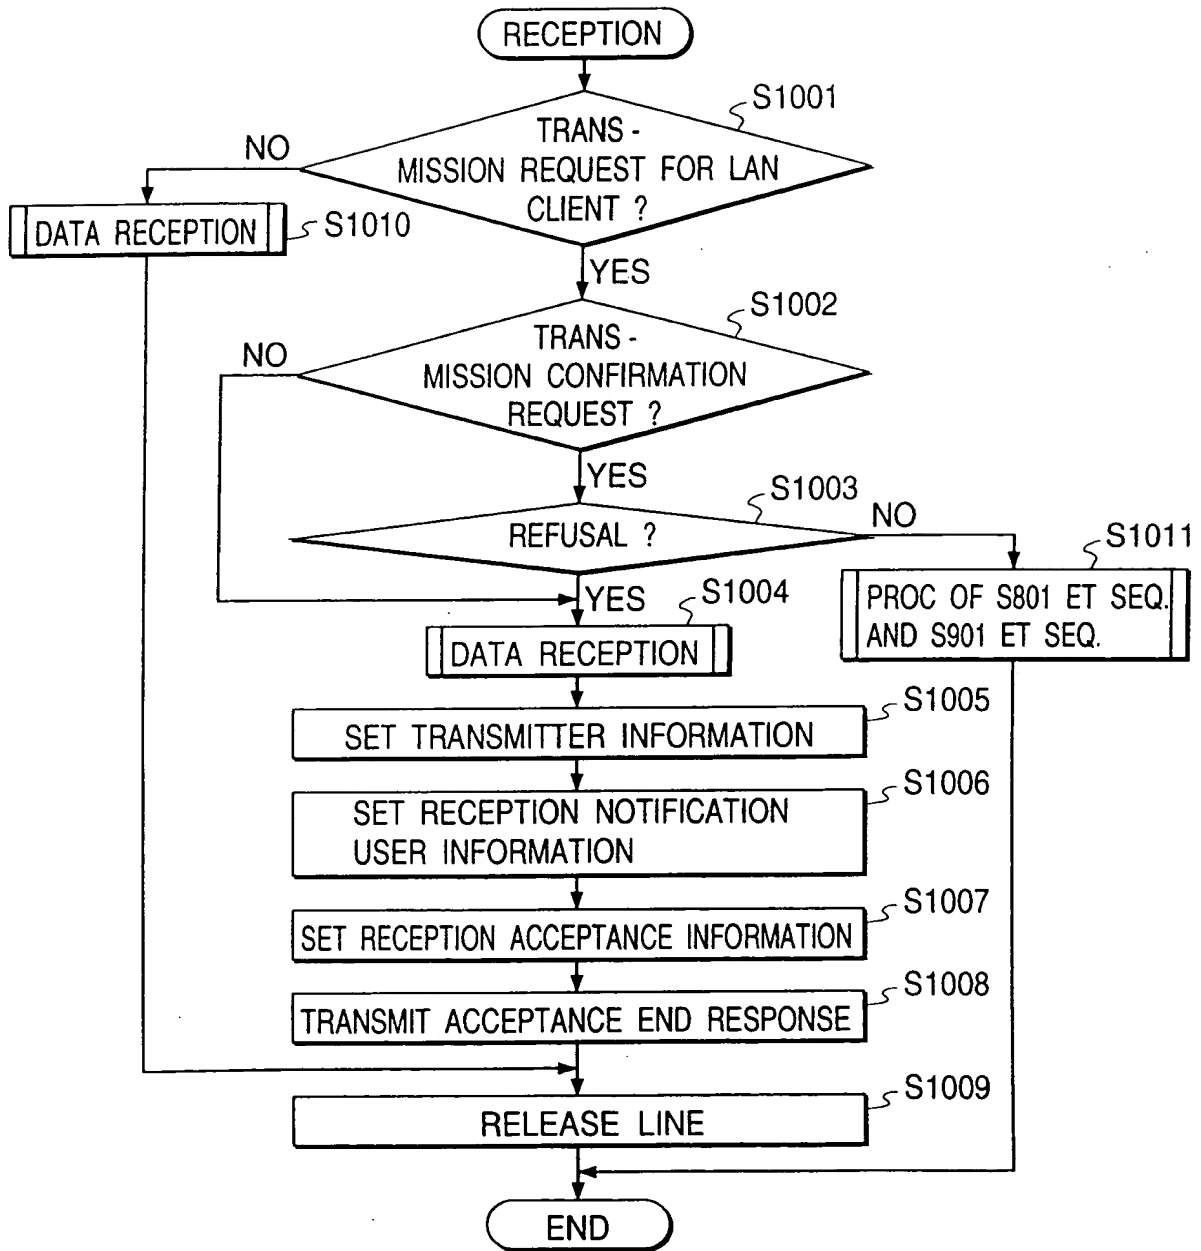 RECEPTION
S1001
TRANS -
MISSION REQUEST FOR LAN
CLIENT ?
NO
DATA RECEPTION
S1010
YES
S1002
TRANS -
MISSION CONFIRMATION
REQUEST ?
NO
YES
S1003
REFUSAL ?
NO
S1011
PROC OF S801 ET SEQ.
AND S901 ET SEQ.
YES
S1004
DATA RECEPTION
S1005
SET TRANSMITTER INFORMATION
S1006
SET RECEPTION NOTIFICATION
USER INFORMATION
S1007
SET RECEPTION ACCEPTANCE INFORMATION
S1008
TRANSMIT ACCEPTANCE END RESPONSE
S1009
RELEASE LINE
END